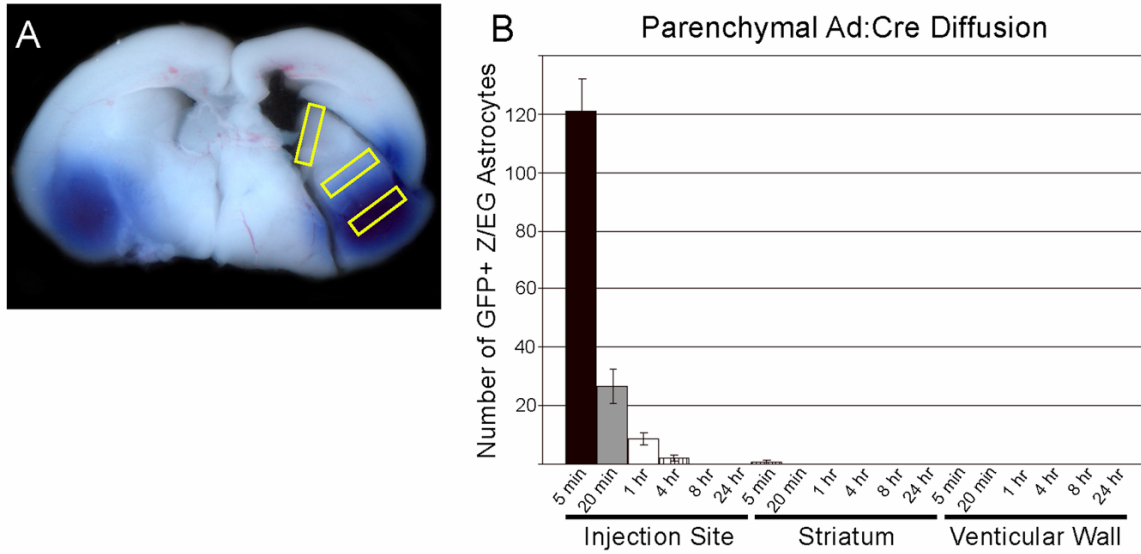 A
B
Parenchymal Ad:Cre Diffusion
Number of GFP+ Z/EG Astrocytes
120
100
80
60
40
20
5 min 20 min 1 hr 4 hr 8 hr 24 hr 5 min 20 min 1 hr 4 hr 8 hr 24 hr 5 min 20 min 1 hr 4 hr 8 hr 24 hr
Injection Site Striatum Venticular Wall